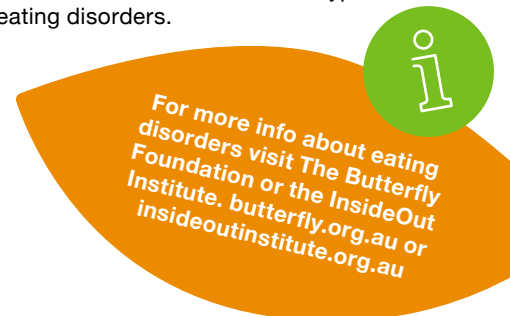 eating disorders.
i
For more info about eating
disorders visit The Butterfly
Foundation or the InsideOut
Institute. butterfly.org.au or
insideoutinstitute.org.au